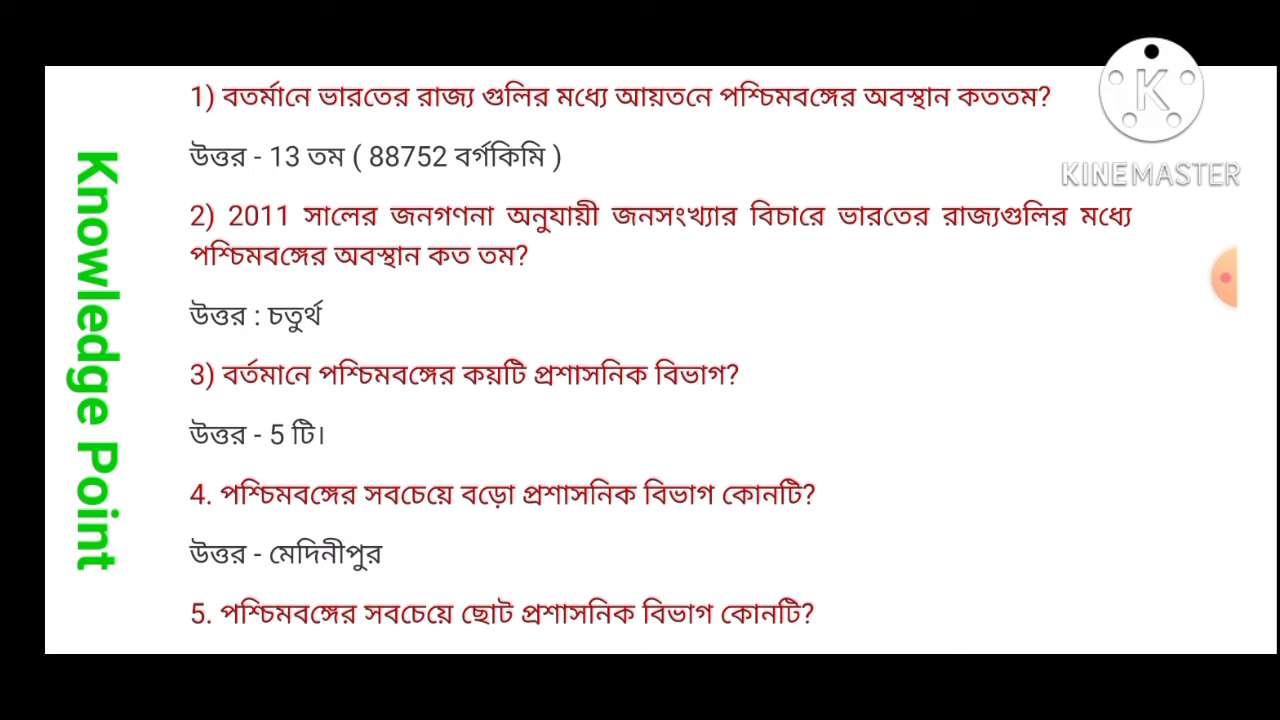 1) বতর্মানে ভারতের রাজ্য গুলির মধ্যে আয়তনে পশ্চিমবঙ্গের অবস্থান কততম?
উত্তর - 13 তম ( 88752 বর্গকিমি )
2) 2011 সালের জনগণনা অনুযায়ী জনসংখ্যার বিচারে ভারতের রাজ্যগুলির মধ্যে
পশ্চিমবঙ্গের অবস্থান কত তম?
উত্তর : চতুর্থ
3) বর্তমানে পশ্চিমবঙ্গের কয়টি প্রশাসনিক বিভাগ?
উত্তর - 5 টি।
4. পশ্চিমবঙ্গের সবচেয়ে বড়ো প্রশাসনিক বিভাগ কোনটি?
উত্তর - মেদিনীপুর
5. পশ্চিমবঙ্গের সবচেয়ে ছোট প্রশাসনিক বিভাগ কোনটি?
Knowledge Point
K
KINEMASTER